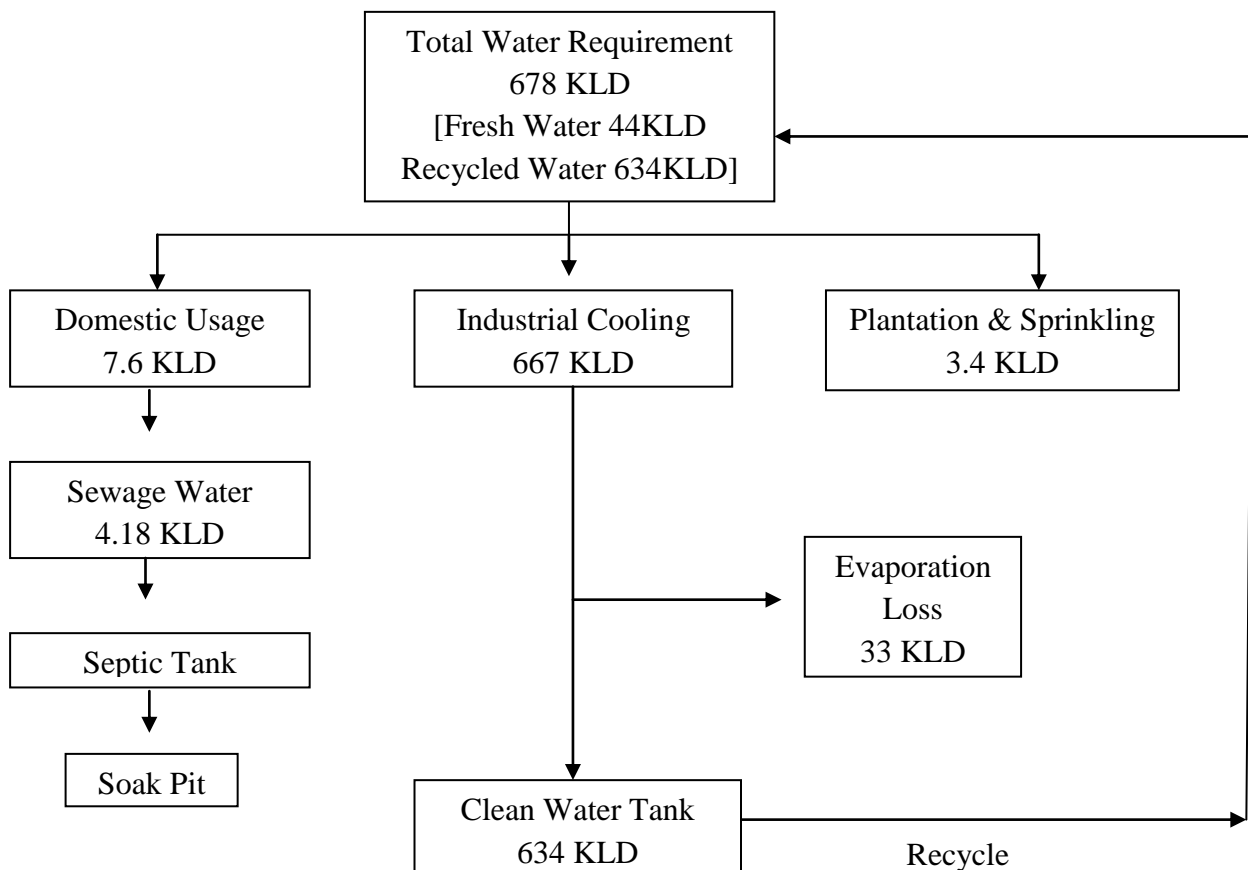 Total Water Requirement
678 KLD
[Fresh Water 44KLD
Recycled Water 634KLD]
Domestic Usage
7.6 KLD
Industrial Cooling
667 KLD
Plantation & Sprinkling
3.4 KLD
Sewage Water
4.18 KLD
Evaporation
Loss
33 KLD
Septic Tank
Soak Pit
Clean Water Tank
634 KLD
Recycle